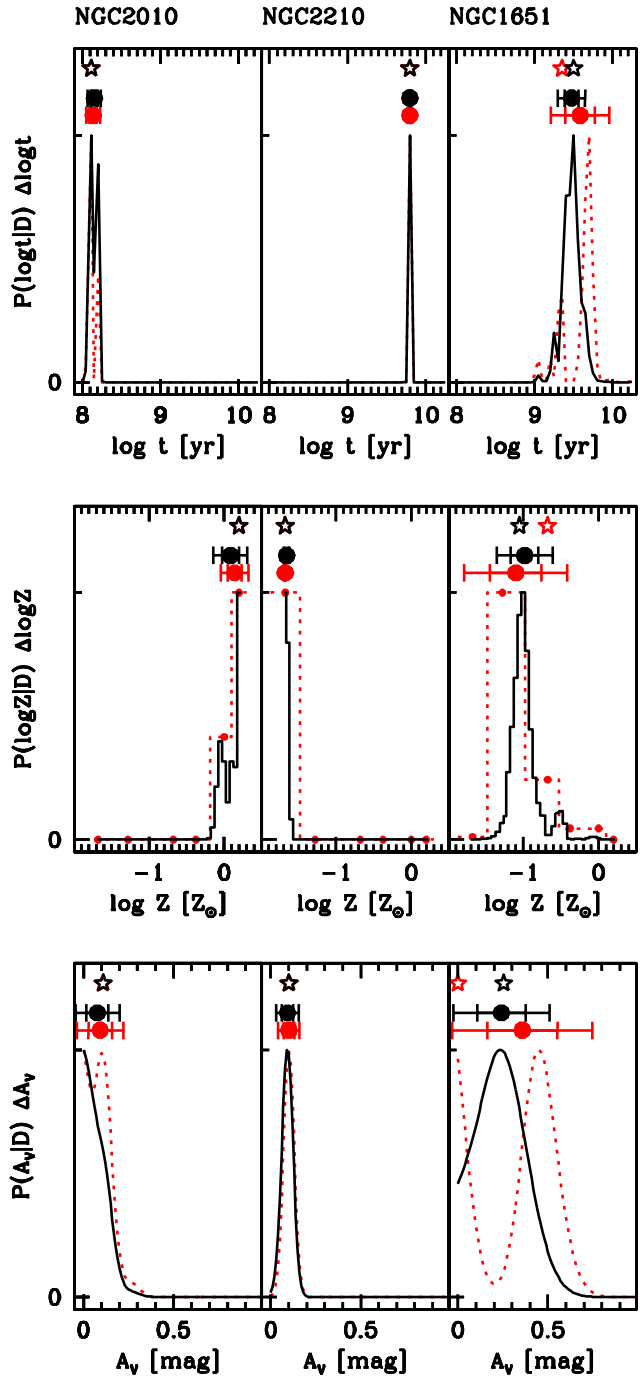 NGC2010 NGC2210 NGC1651
P(logt|D) Δlogt
0
8 9 10 8 9 10 8 9 10
log t [yr] log t [yr] log t [yr]
P(logZ|D) ΔlogZ
0
−1 0 −1 0 −1 0
log Z [Z⊙] log Z [Z⊙] log Z [Z⊙]
P(Aᵥ|D) ΔAᵥ
0
0 0.5 0 0.5 0 0.5
Aᵥ [mag] Aᵥ [mag] Aᵥ [mag]